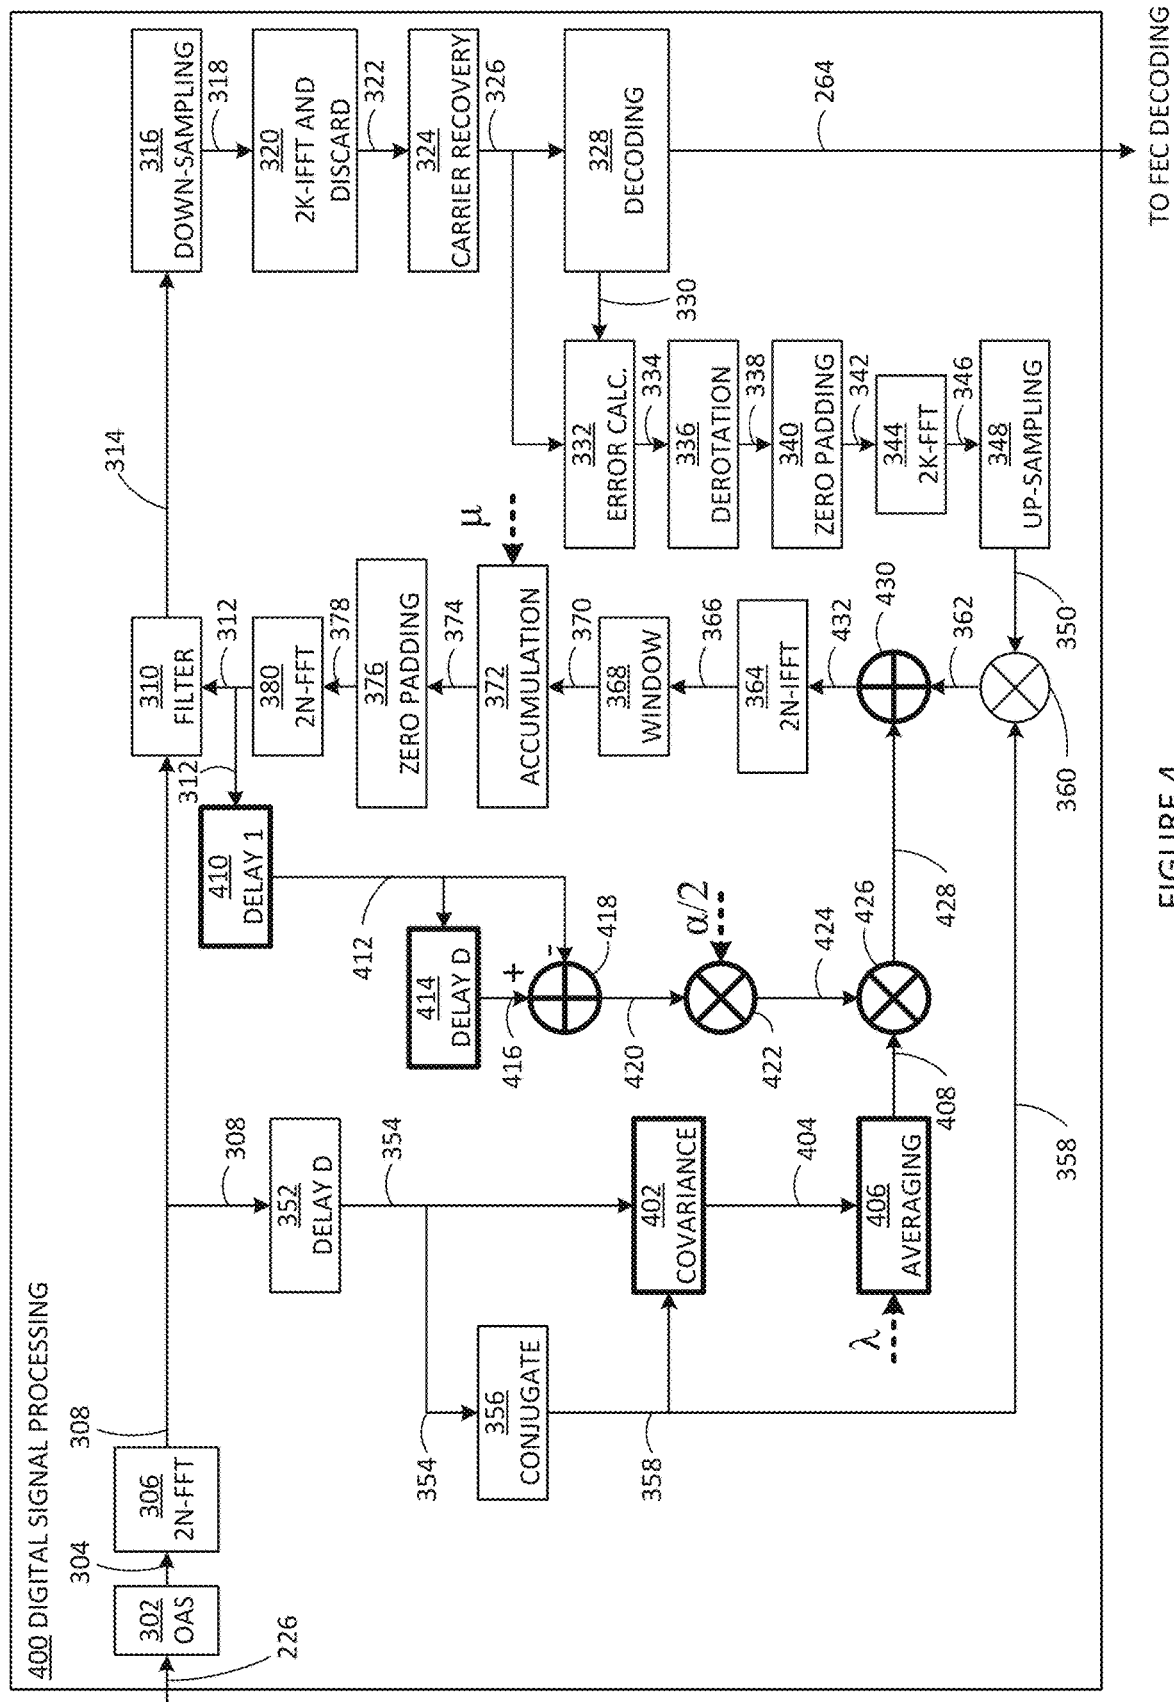 400 DIGITAL SIGNAL PROCESSING
226
302
OAS
304
306
2N-FFT
308
308
352
DELAY D
354
354
356
CONJUGATE
358
358
402
COVARIANCE
404
406
AVERAGING
λ
408
410
DELAY 1
312
412
414
DELAY D
416
+
-
418
420
α/2
422
424
426
428
310
FILTER
312
314
380
2N-FFT
378
376
ZERO PADDING
374
372
ACCUMULATION
μ
370
368
WINDOW
366
364
2N-IFFT
432
430
362
360
350
316
DOWN-SAMPLING
318
320
2K-IFFT AND
DISCARD
322
324
CARRIER RECOVERY
326
328
DECODING
330
264
332
ERROR CALC.
334
336
DEROTATION
338
340
ZERO PADDING
342
344
2K-FFT
346
348
UP-SAMPLING
TO FEC DECODING
FIGURE 4